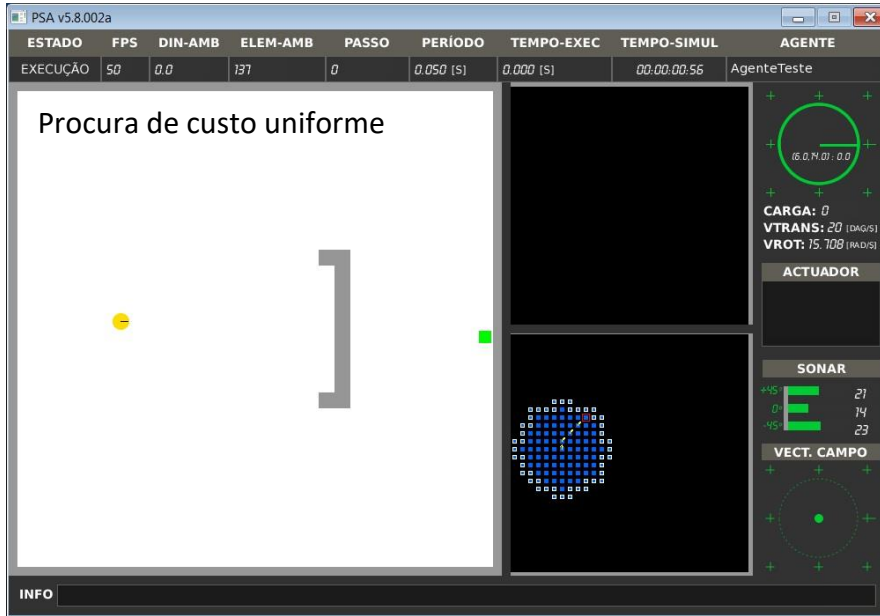 PSA v5.8.002a
ESTADO FPS DIN-AMB ELEM-AMB PASSO PERÍODO TEMPO-EXEC TEMPO-SIMUL AGENTE
EXECUÇÃO 50 0.0 137 0 0.050 [S] 0.000 [S] 00:00:00:56 AgenteTeste
Procura de custo uniforme
(6.0,14.0) : 0.0
CARGA: 0
VTRANS: 20 [DAG/S]
VROT: 15.708 [RAD/S]
ACTUADOR
SONAR
+45° 21
0° 14
-45° 23
VECT. CAMPO
INFO